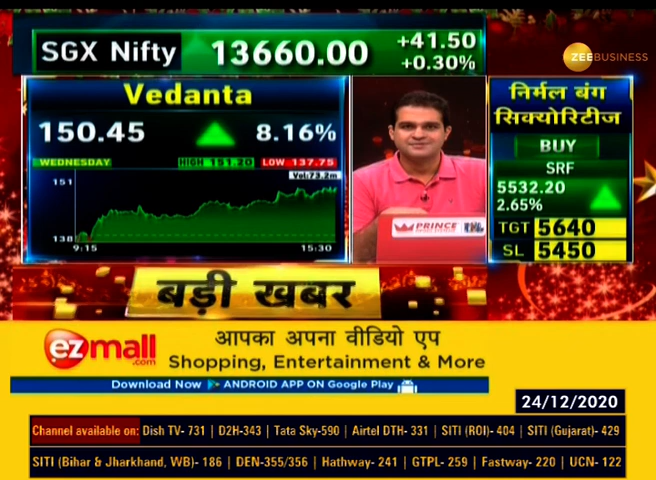 SGX Nifty 13660.00 +41.50
+0.30%
ZEE BUSINESS
Vedanta
150.45 8.16%
WEDNESDAY HIGH 151.20 LOW 137.75
Vol:73.2m
151
138
9:15 15:30
PRINCE
निर्मल बंग
सिक्योरिटीज
BUY
SRF
5532.20
2.65%
TGT 5640
SL 5450
बड़ी खबर
ezmall.com
आपका अपना वीडियो एप
Shopping, Entertainment & More
Download Now ANDROID APP ON Google Play
24/12/2020
Channel available on: Dish TV- 731 | D2H-343 | Tata Sky-590 | Airtel DTH- 331 | SITI (ROI)- 404 | SITI (Gujarat)- 429
SITI (Bihar & Jharkhand, WB)- 186 | DEN-355/356 | Hathway- 241 | GTPL- 259 | Fastway- 220 | UCN- 122